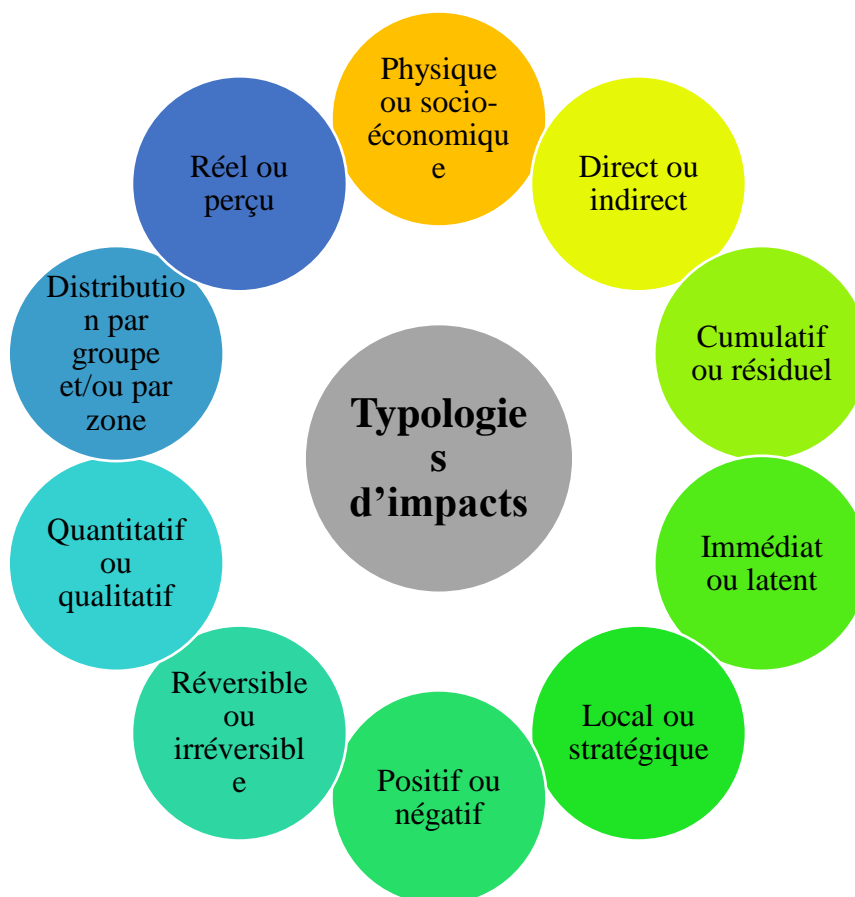 Physique
ou socio-
économiqu
e
Direct ou
indirect
Cumulatif
ou résiduel
Immédiat
ou latent
Local ou
stratégique
Positif ou
négatif
Réversible
ou
irréversibl
e
Quantitatif
ou
qualitatif
Distributio
n par
groupe
et/ou par
zone
Réel ou
perçu
Typologie
s
d’impacts